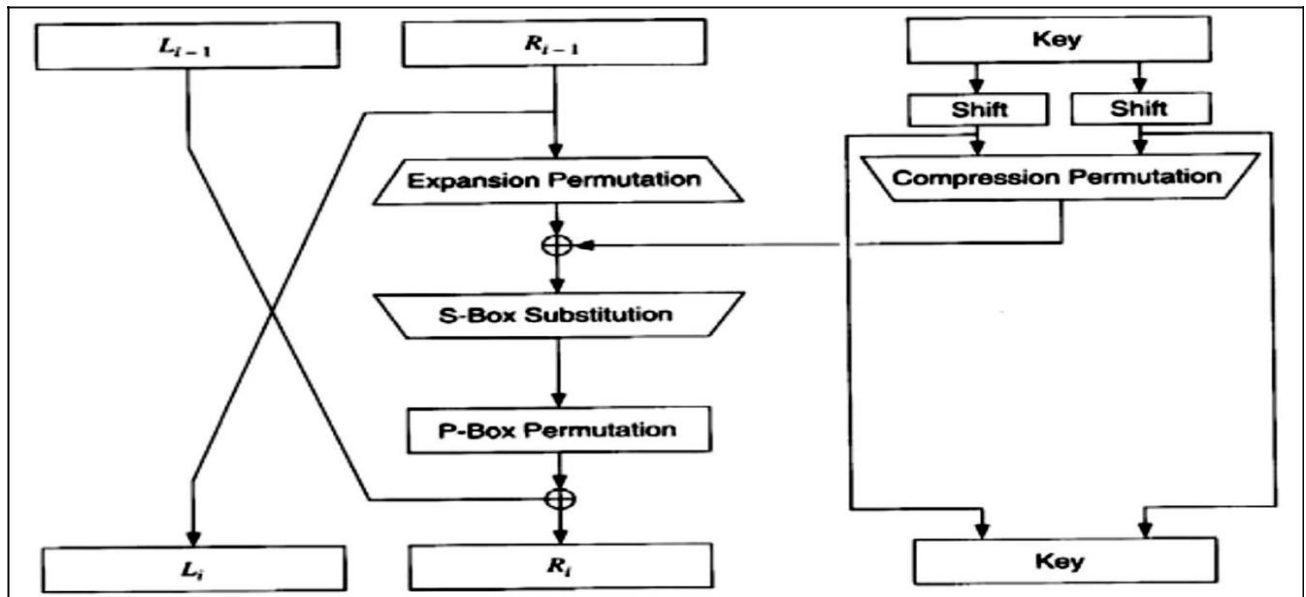 L_{i-1}
R_{i-1}
Key
Shift
Shift
Expansion Permutation
Compression Permutation
S-Box Substitution
P-Box Permutation
L_i
R_i
Key